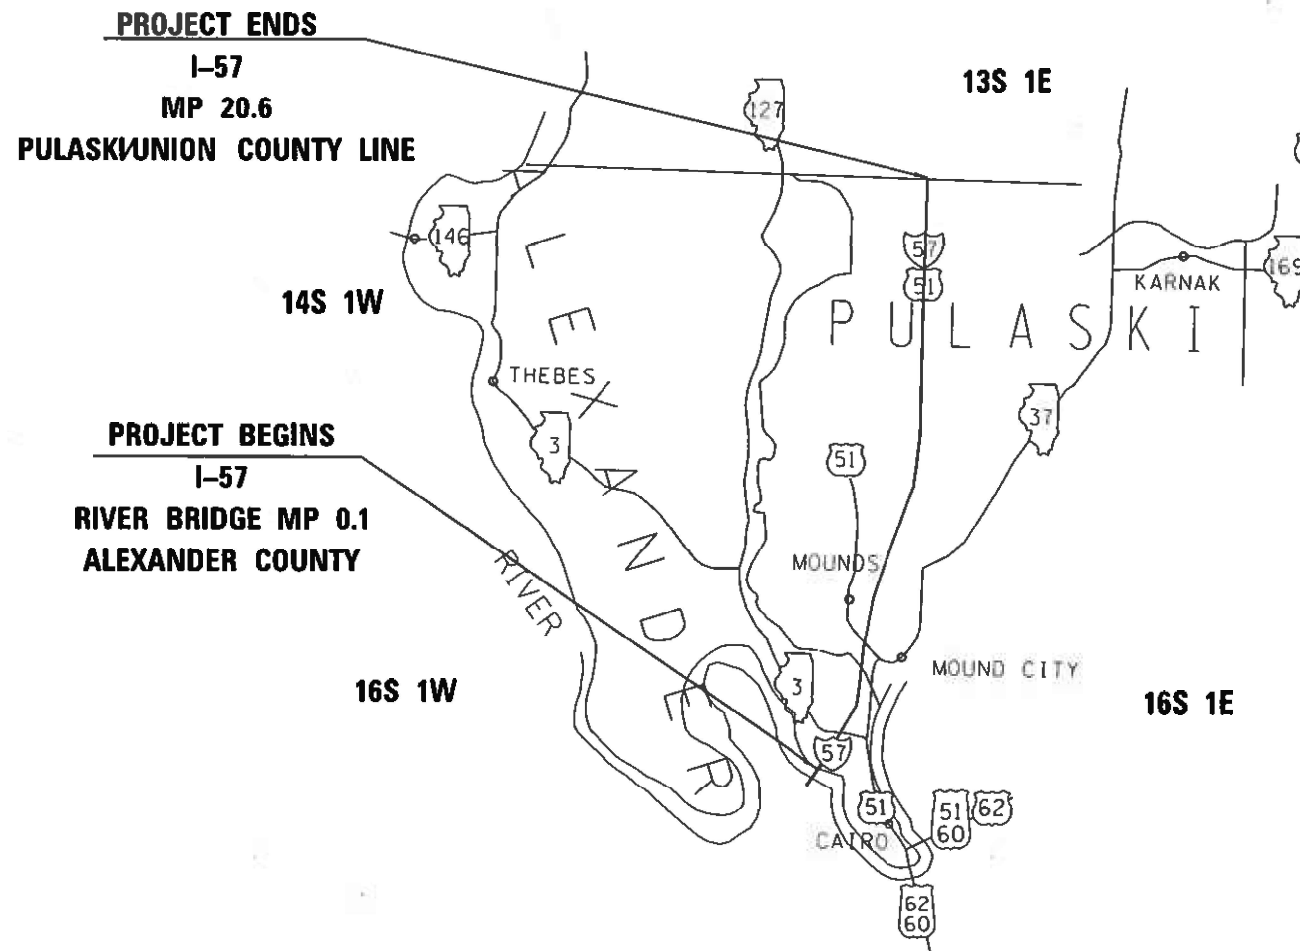 PROJECT ENDS
I-57
MP 20.6
PULASKI/UNION COUNTY LINE
13S 1E
127
146
57
51
169
KARNAK
14S 1W
PULASKI
THEBES
LEXANDER
3
37
PROJECT BEGINS
I-57
RIVER BRIDGE MP 0.1
ALEXANDER COUNTY
51
MOUNDS
RIVER
MOUND CITY
16S 1W
3
16S 1E
57
51
51
60
62
CAIRO
62
60